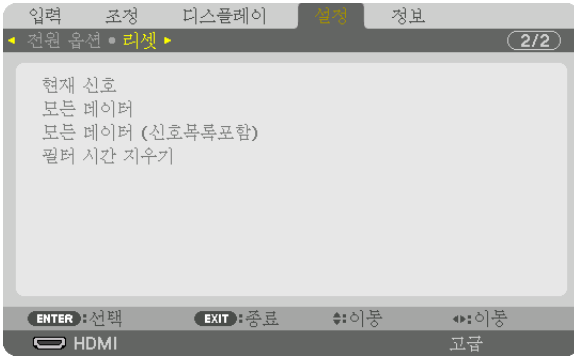 입력 조정 디스플레이 설정 정보
◂ 전원 옵션 ● 리셋 ▸ 2/2
현재 신호
모든 데이터
모든 데이터 (신호목록포함)
필터 시간 지우기
ENTER :선택 EXIT :종료 ◆:이동 ◂▸:이동
HDMI 고급